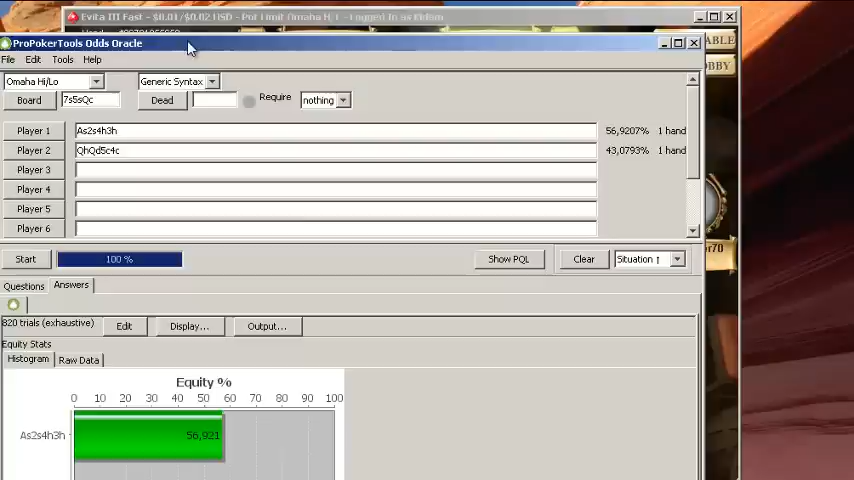 Evita III Fast - $0.01/$0.02 USD - Pot Limit Omaha H/L - Logged In as
ABLE
ProPokerTools Odds Oracle
OBBY
File Edit Tools Help
Omaha Hi/Lo Generic Syntax
Board 7s5sQc Dead Require nothing
Player 1 As2s4h3h 56,9207% 1 hand
Player 2 QhQd5c4c 43,0793% 1 hand
Player 3
Player 4
Player 5
Player 6
or70
Start 100 % Show PQL Clear Situation
Questions Answers
820 trials (exhaustive) Edit Display... Output...
Equity Stats
Histogram Raw Data
Equity %
0 10 20 30 40 50 60 70 80 90 100
As2s4h3h 56,921